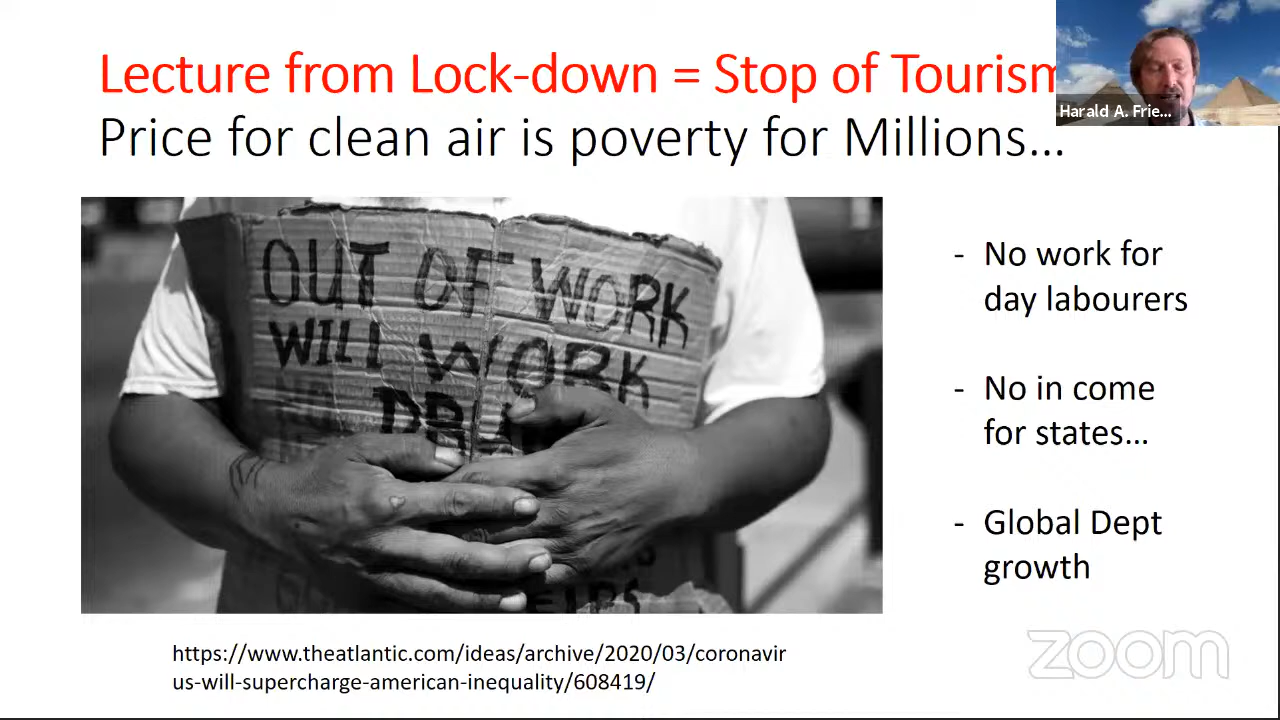 Lecture from Lock-down = Stop of Tourism
Price for clean air is poverty for Millions...
Harald A. Frie...
OUT OF WORK
WILL WORK
- No work for
day labourers
- No in come
for states...
- Global Dept
growth
https://www.theatlantic.com/ideas/archive/2020/03/coronavir
us-will-supercharge-american-inequality/608419/
zoom